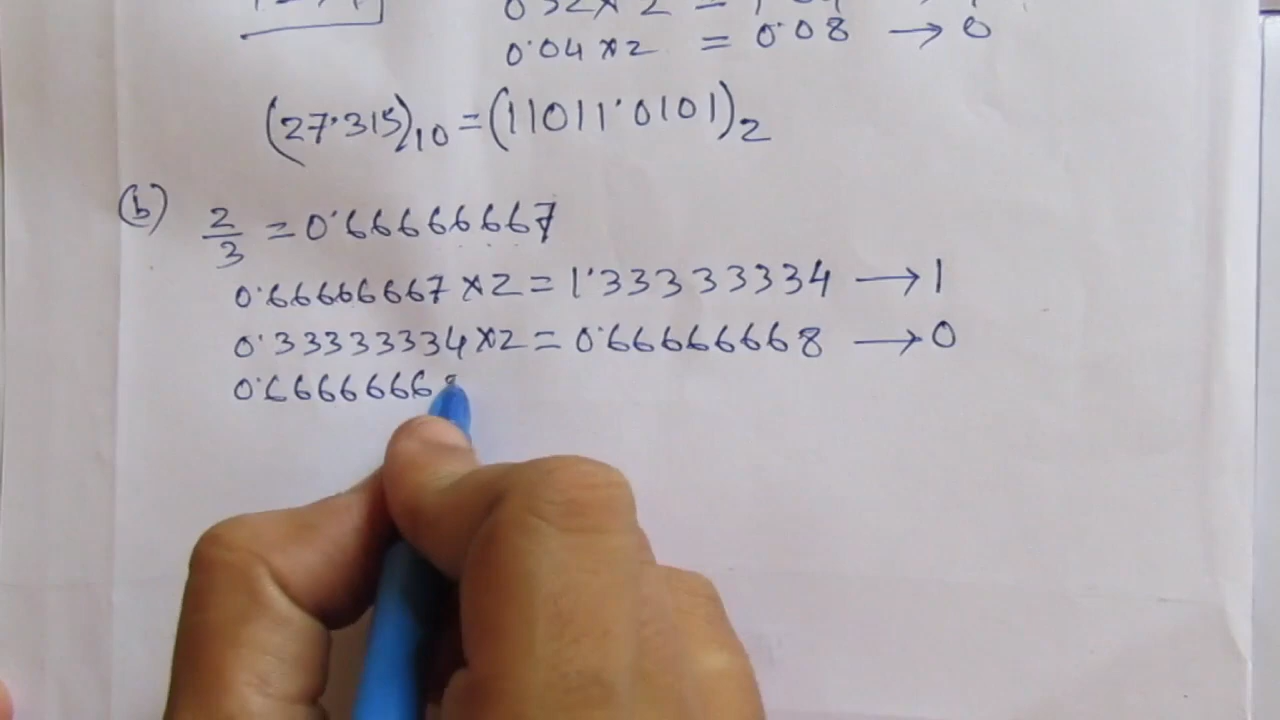 0·04×2 = 0·08 → 0
(27·315)10 = (11011·0101)2
(b) 2/3 = 0·66666667
0·66666667 × 2 = 1·33333334 → 1
0·33333334 × 2 = 0·66666668 → 0
0·66666668